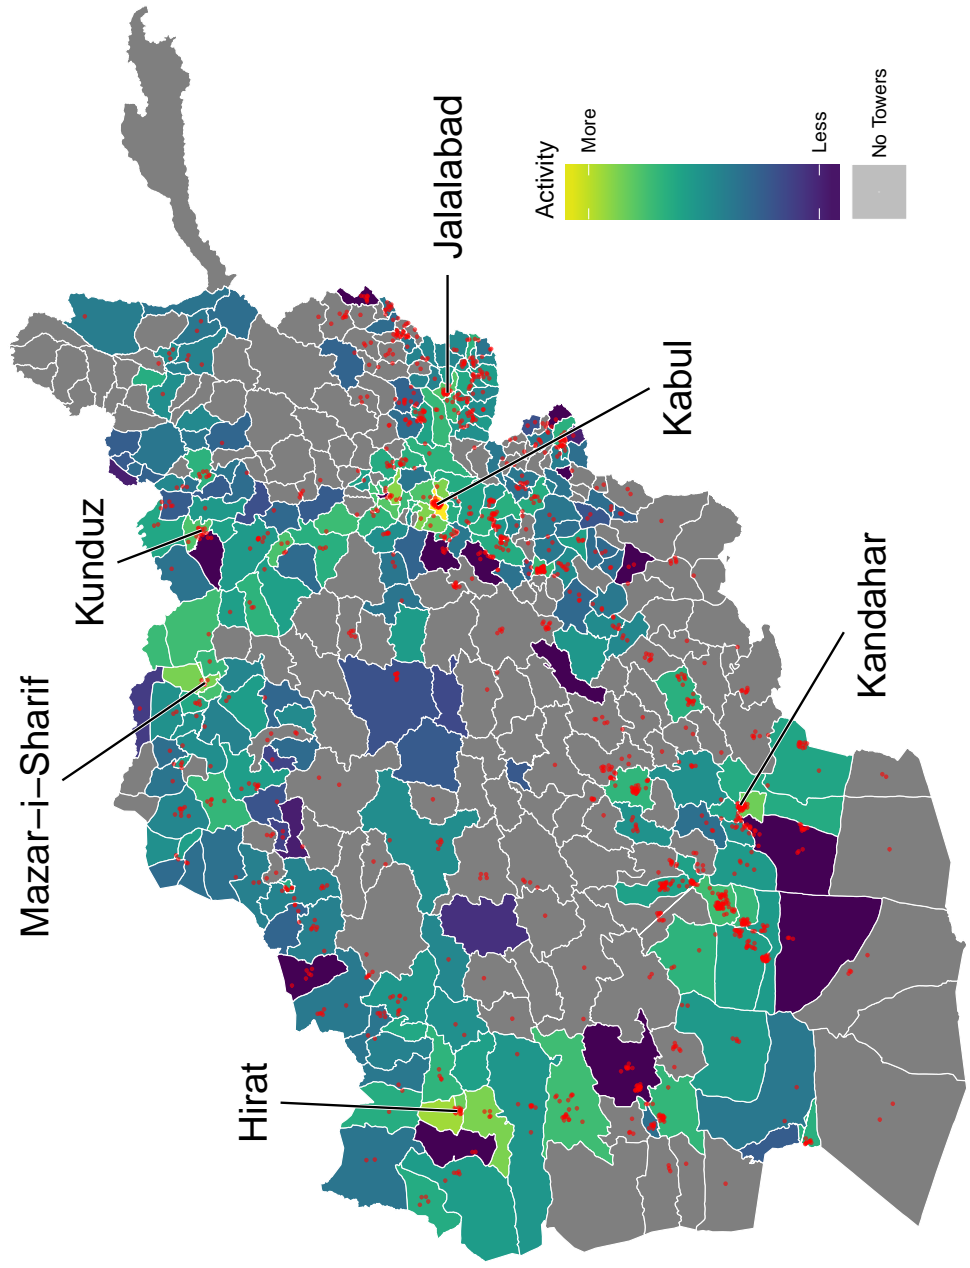 Mazar−i−Sharif
Kunduz
Hirat
Jalalabad
Kabul
Kandahar
Activity
More
Less
No Towers